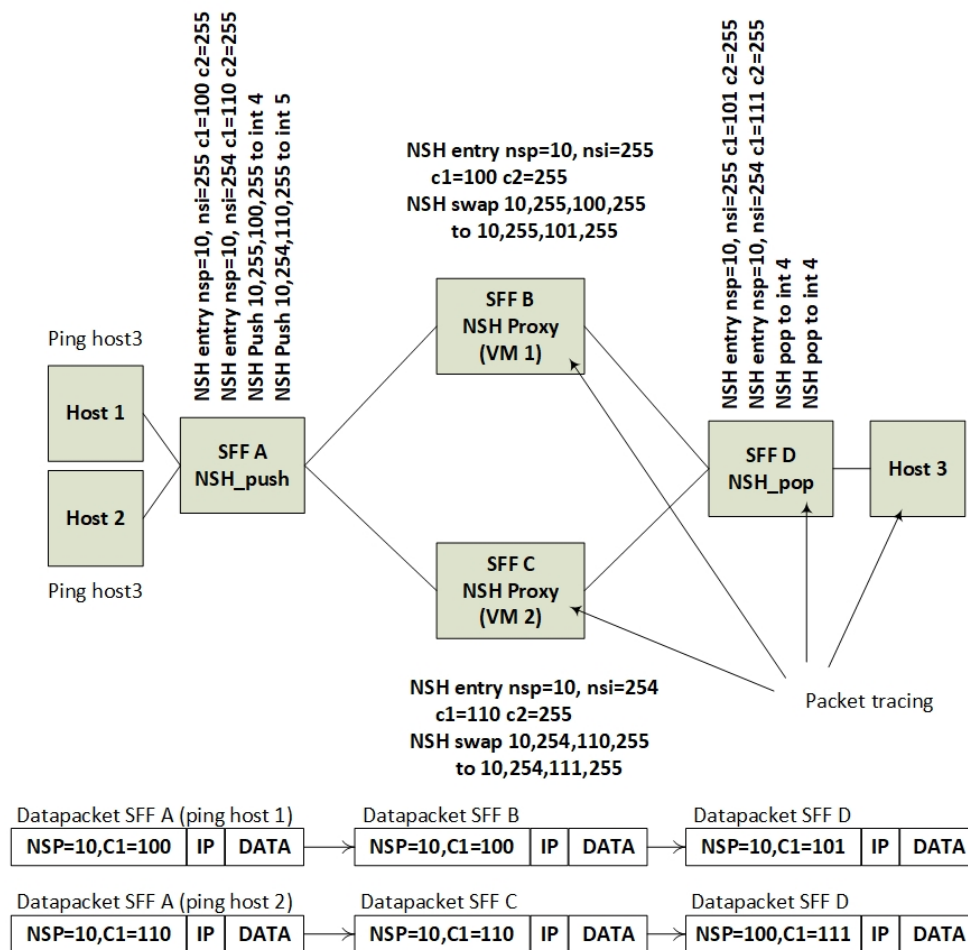 NSH entry nsp=10, nsi=255 c1=100 c2=255
NSH entry nsp=10, nsi=254 c1=110 c2=255
NSH Push 10,255,100,255 to int 4
NSH Push 10,254,110,255 to int 5
NSH entry nsp=10, nsi=255
c1=100 c2=255
NSH swap 10,255,100,255
to 10,255,101,255
NSH entry nsp=10, nsi=255 c1=101 c2=255
NSH entry nsp=10, nsi=254 c1=111 c2=255
NSH pop to int 4
NSH pop to int 4
Ping host3
Host 1
Host 2
Ping host3
SFF A
NSH_push
SFF B
NSH Proxy
(VM 1)
SFF C
NSH Proxy
(VM 2)
SFF D
NSH_pop
Host 3
NSH entry nsp=10, nsi=254
c1=110 c2=255
NSH swap 10,254,110,255
to 10,254,111,255
Packet tracing
Datapacket SFF A (ping host 1)
NSP=10,C1=100 IP DATA
Datapacket SFF B
NSP=10,C1=100 IP DATA
Datapacket SFF D
NSP=10,C1=101 IP DATA
Datapacket SFF A (ping host 2)
NSP=10,C1=110 IP DATA
Datapacket SFF C
NSP=10,C1=110 IP DATA
Datapacket SFF D
NSP=100,C1=111 IP DATA